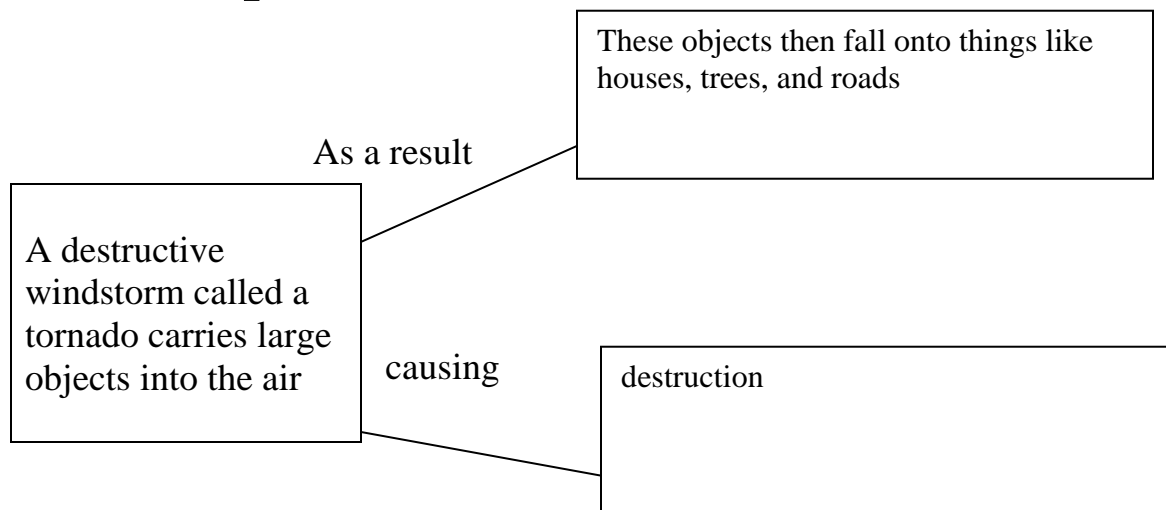 These objects then fall onto things like
houses, trees, and roads
As a result
A destructive
windstorm called a
tornado carries large
objects into the air
causing
destruction